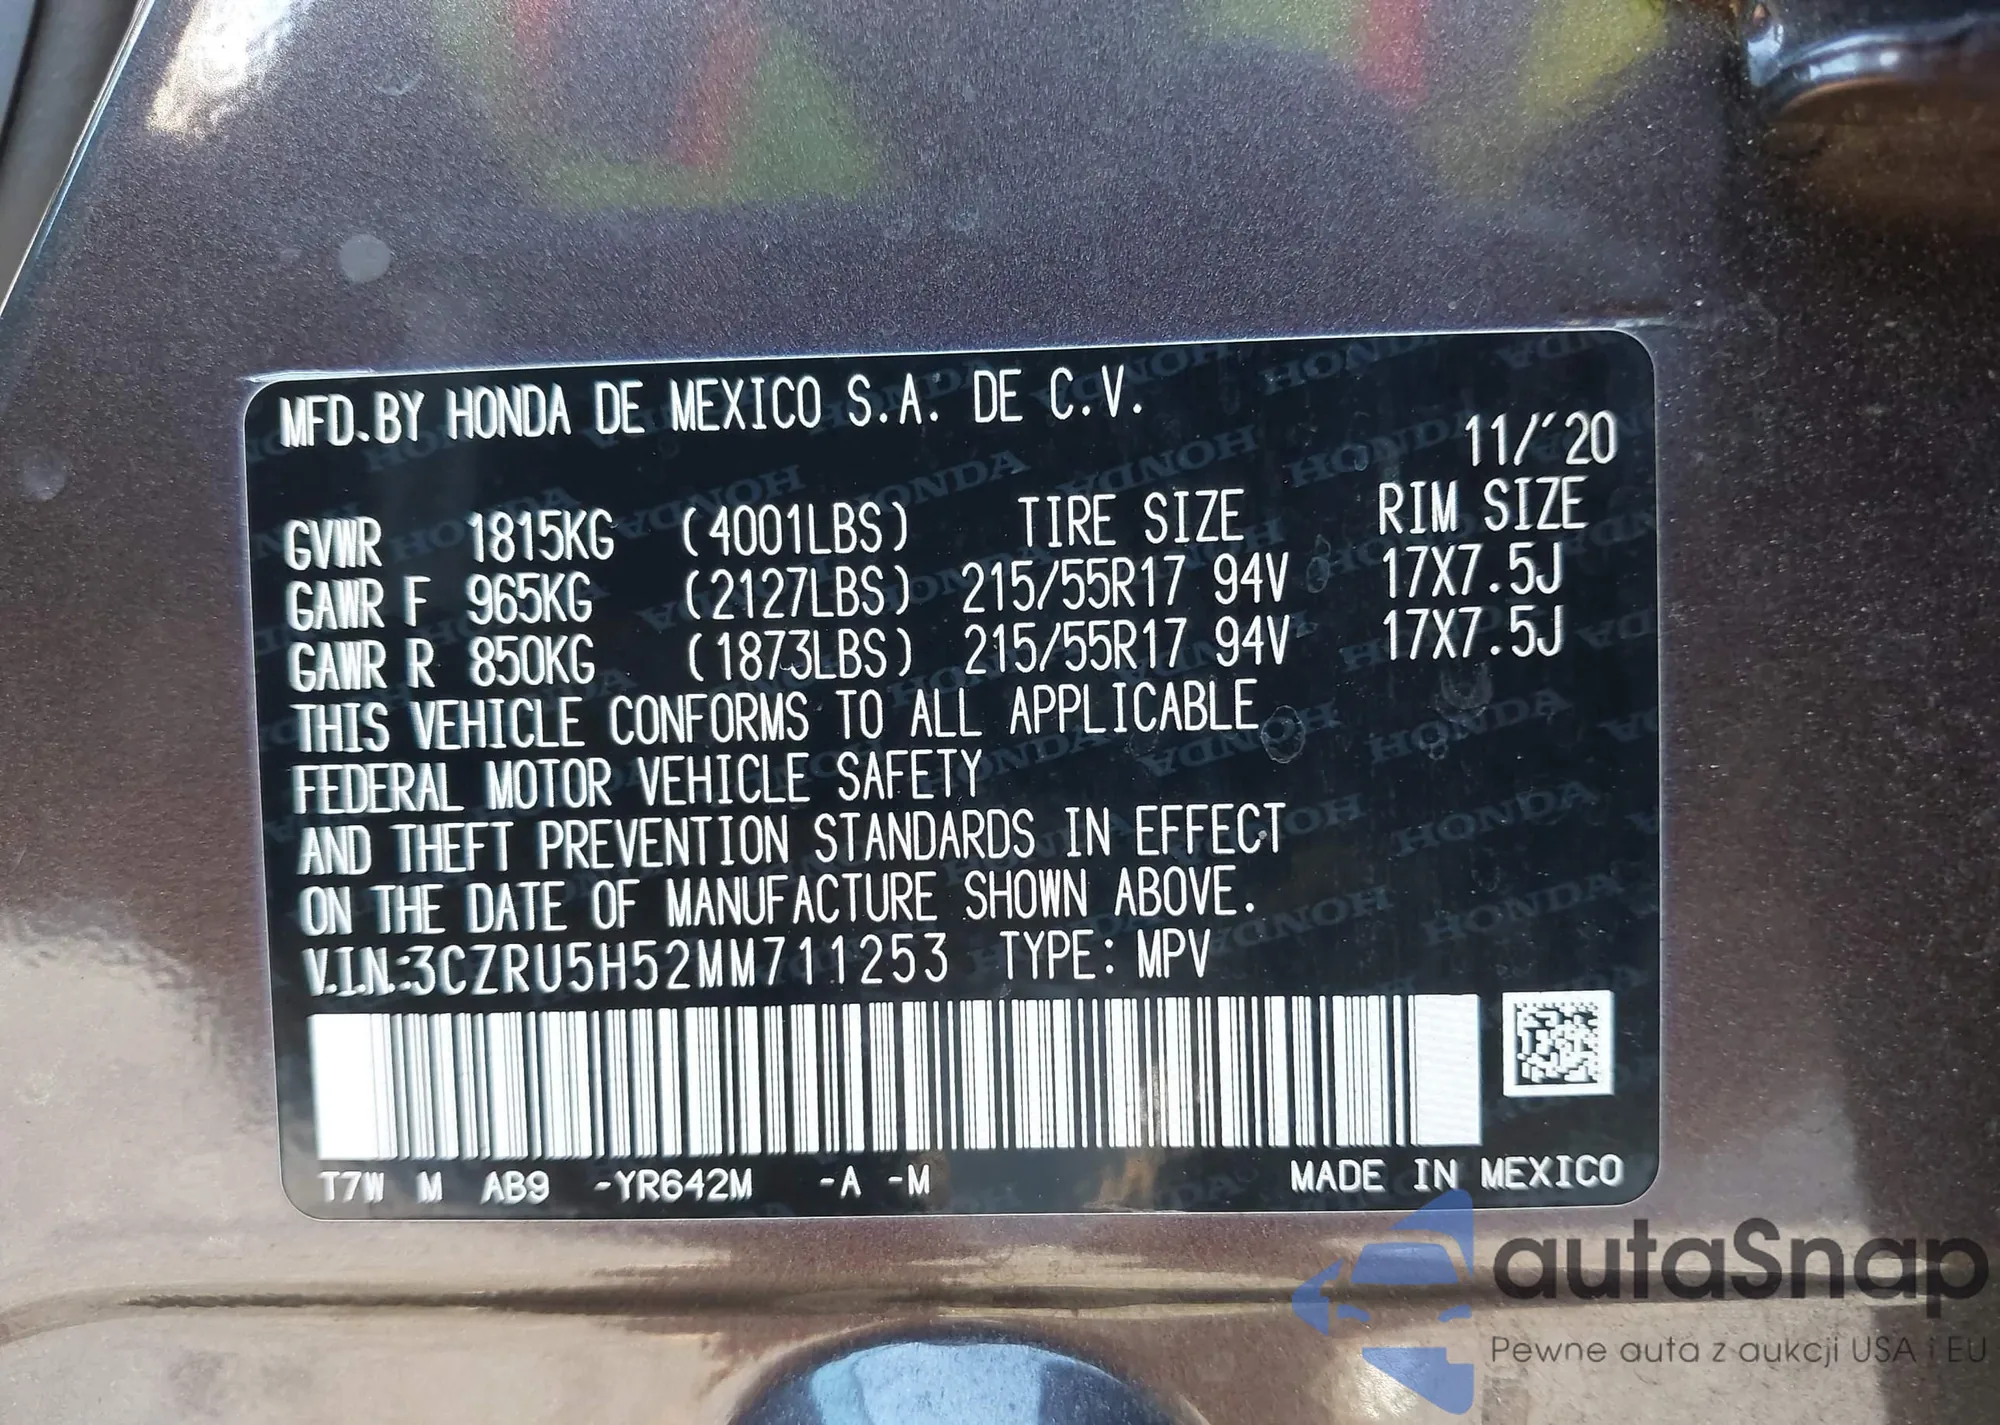 MFD.BY HONDA DE MEXICO S.A. DE C.V.
11/´20
GVWR 1815KG (4001LBS) TIRE SIZE RIM SIZE
GAWR F 965KG (2127LBS) 215/55R17 94V 17X7.5J
GAWR R 850KG (1873LBS) 215/55R17 94V 17X7.5J
THIS VEHICLE CONFORMS TO ALL APPLICABLE
FEDERAL MOTOR VEHICLE SAFETY
AND THEFT PREVENTION STANDARDS IN EFFECT
ON THE DATE OF MANUFACTURE SHOWN ABOVE.
V.I.N.:3CZRU5H52MM711253 TYPE: MPV
T7W M AB9 -YR642M -A -M MADE IN MEXICO
autaSnap
Pewne auta z aukcji USA i EU